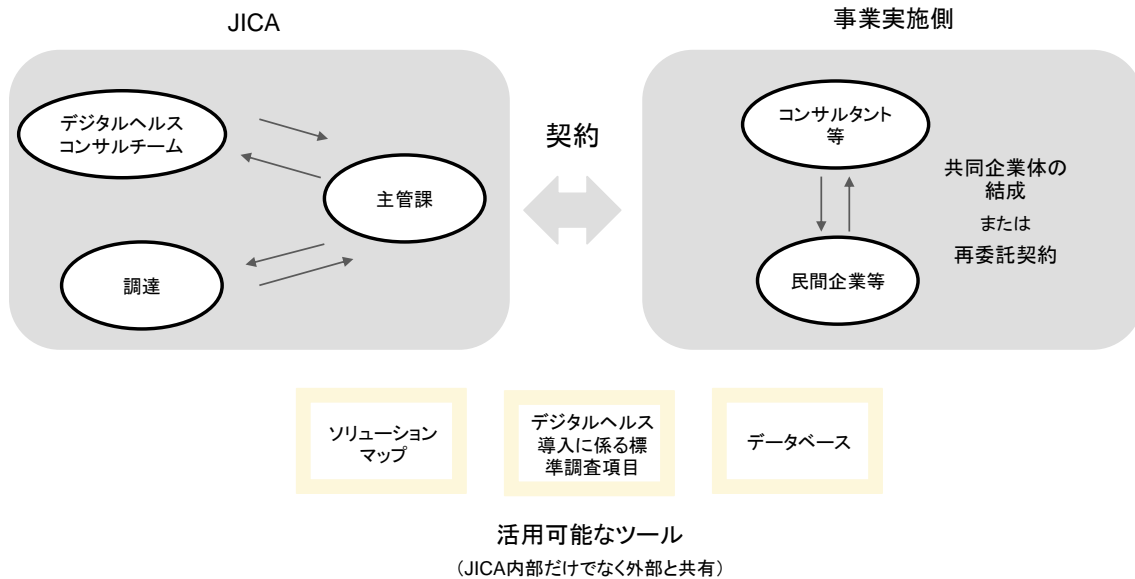 JICA
事業実施側
デジタルヘルス
コンサルチーム
主管課
調達
契約
コンサルタント
等
民間企業等
共同企業体の
結成
または
再委託契約
ソリューション
マップ
デジタルヘルス
導入に係る標
準調査項目
データベース
活用可能なツール
（JICA内部だけでなく外部と共有）